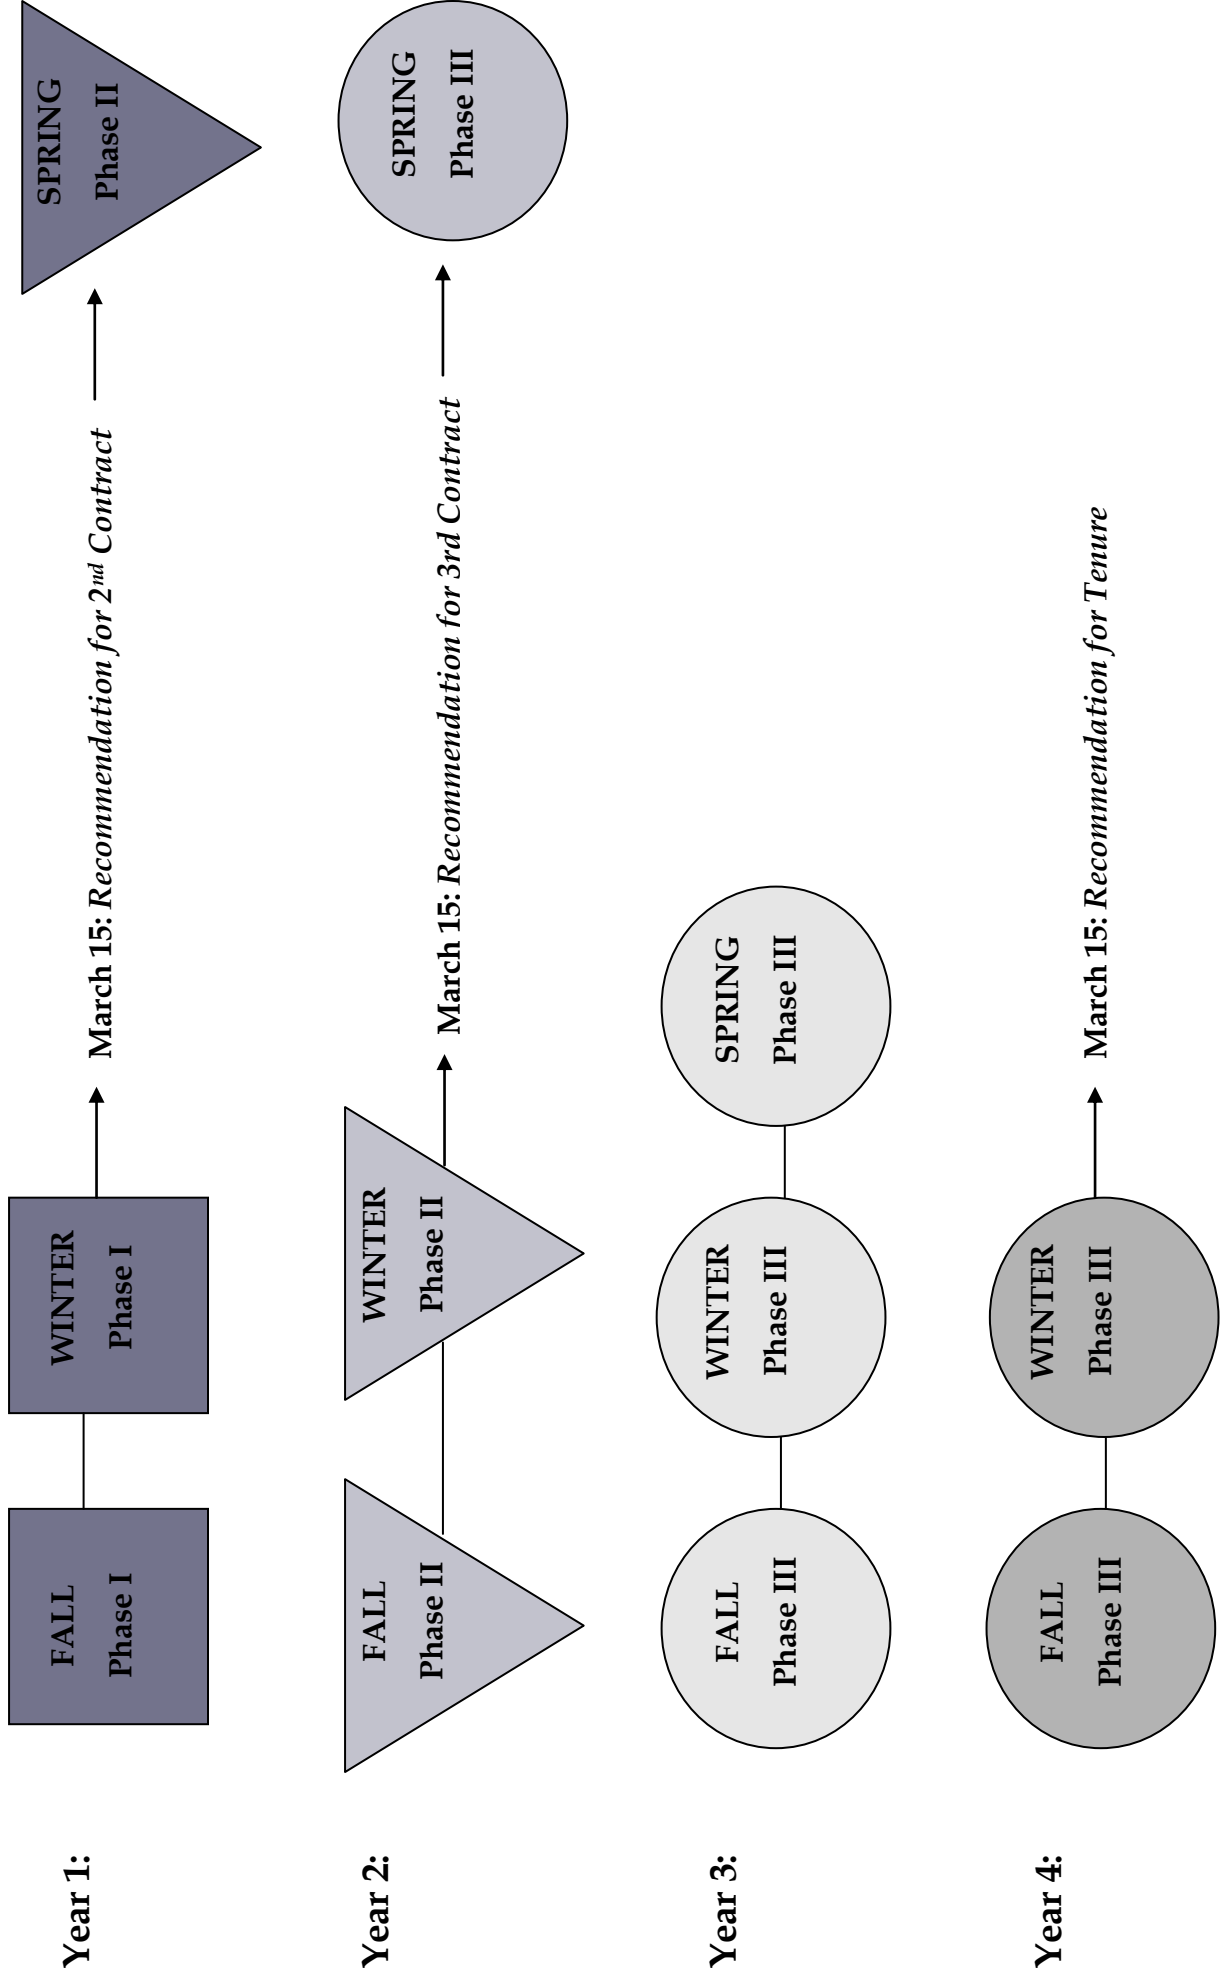 Year 1:
FALL
Phase I
WINTER
Phase I
March 15: Recommendation for 2nd Contract
SPRING
Phase II
Year 2:
FALL
Phase II
WINTER
Phase II
March 15: Recommendation for 3rd Contract
SPRING
Phase III
Year 3:
FALL
Phase III
WINTER
Phase III
SPRING
Phase III
Year 4:
FALL
Phase III
WINTER
Phase III
March 15: Recommendation for Tenure